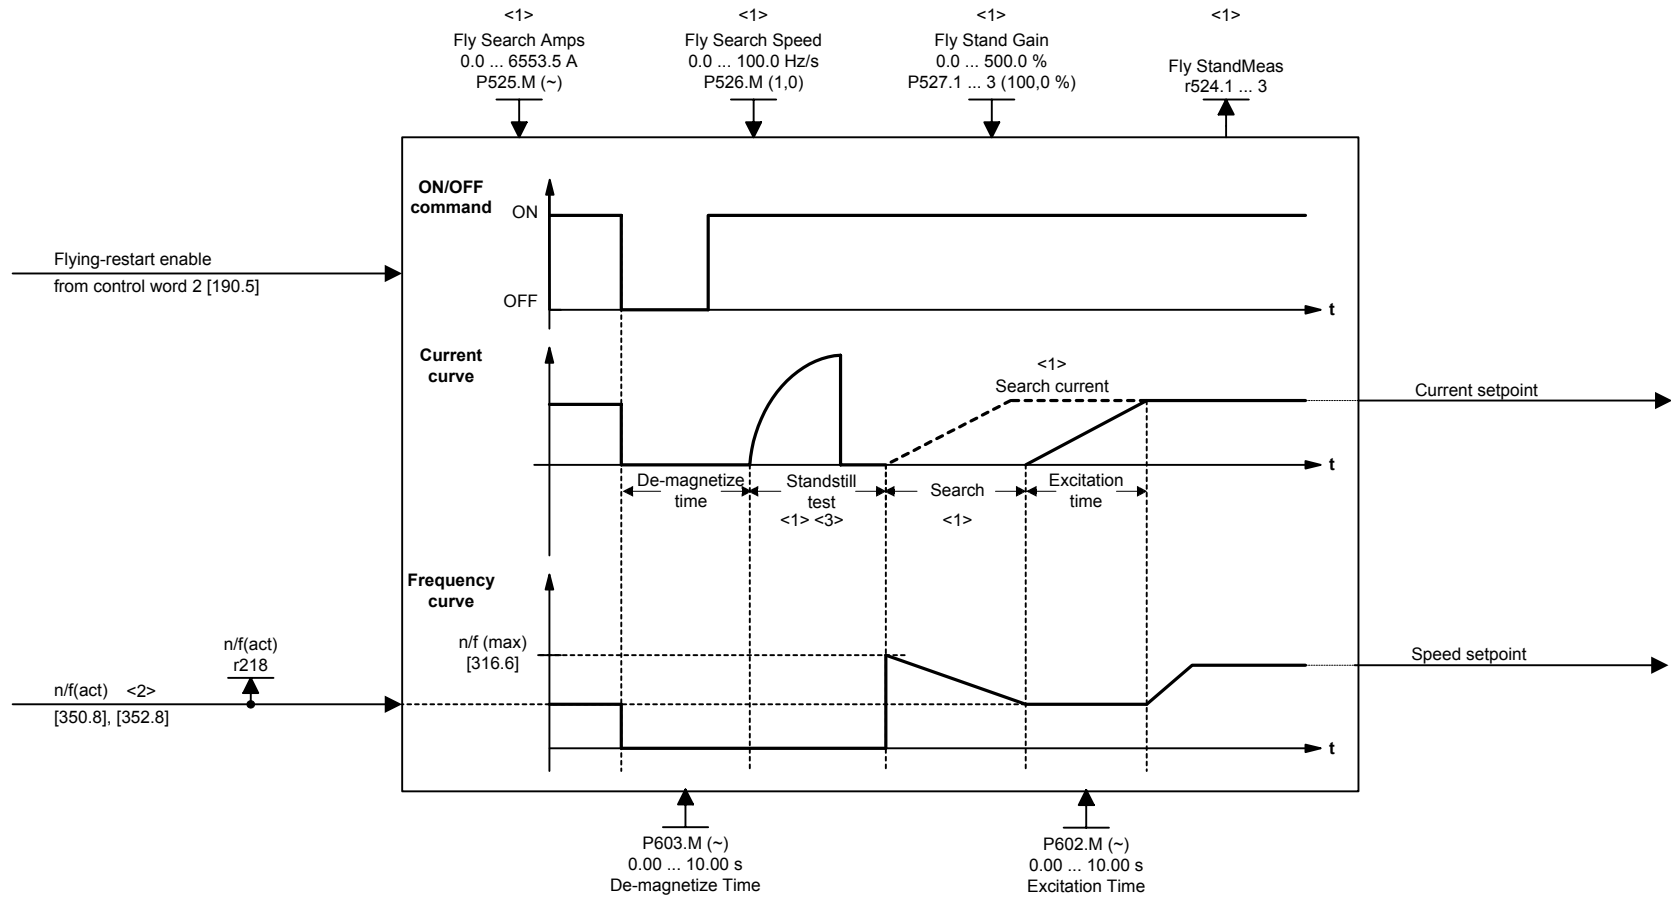 <1>
Fly Search Amps
0.0 ... 6553.5 A
P525.M (~)
<1>
Fly Search Speed
0.0 ... 100.0 Hz/s
P526.M (1,0)
<1>
Fly Stand Gain
0.0 ... 500.0 %
P527.1 ... 3 (100,0 %)
<1>
Fly StandMeas
r524.1 ... 3
ON/OFF
command
ON
OFF
t
Flying-restart enable
from control word 2 [190.5]
Current
curve
<1>
Search current
Current setpoint
t
De-magnetize
time
Standstill
test
<1> <3>
Search
<1>
Excitation
time
Frequency
curve
n/f (max)
[316.6]
n/f(act)
r218
n/f(act) <2>
[350.8], [352.8]
Speed setpoint
t
P603.M (~)
0.00 ... 10.00 s
De-magnetize Time
P602.M (~)
0.00 ... 10.00 s
Excitation Time